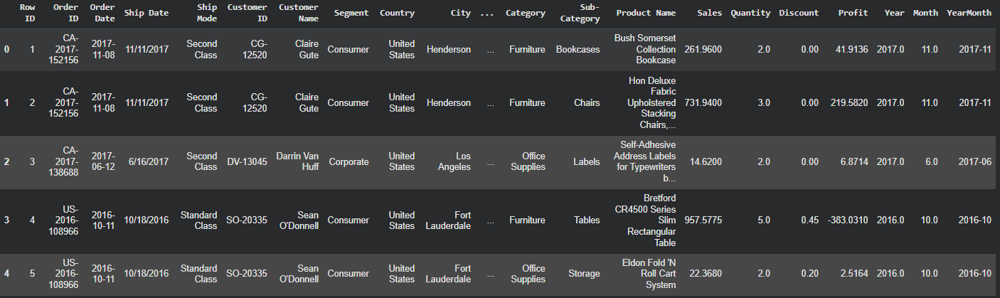 Row ID Order ID Order Date Ship Date Ship Mode Customer ID Customer Name Segment Country City ... Category Sub-Category Product Name Sales Quantity Discount Profit Year Month YearMonth
0 1 CA-2017-152156 2017-11-08 11/11/2017 Second Class CG-12520 Claire Gute Consumer United States Henderson ... Furniture Bookcases Bush Somerset Collection Bookcase 261.9600 2.0 0.00 41.9136 2017.0 11.0 2017-11
1 2 CA-2017-152156 2017-11-08 11/11/2017 Second Class CG-12520 Claire Gute Consumer United States Henderson ... Furniture Chairs Hon Deluxe Fabric Upholstered Stacking Chairs,... 731.9400 3.0 0.00 219.5820 2017.0 11.0 2017-11
2 3 CA-2017-138688 2017-06-12 6/16/2017 Second Class DV-13045 Darrin Van Huff Corporate United States Los Angeles ... Office Supplies Labels Self-Adhesive Address Labels for Typewriters b... 14.6200 2.0 0.00 6.8714 2017.0 6.0 2017-06
3 4 US-2016-108966 2016-10-11 10/18/2016 Standard Class SO-20335 Sean O'Donnell Consumer United States Fort Lauderdale ... Furniture Tables Bretford CR4500 Series Slim Rectangular Table 957.5775 5.0 0.45 -383.0310 2016.0 10.0 2016-10
4 5 US-2016-108966 2016-10-11 10/18/2016 Standard Class SO-20335 Sean O'Donnell Consumer United States Fort Lauderdale ... Office Supplies Storage Eldon Fold 'N Roll Cart System 22.3680 2.0 0.20 2.5164 2016.0 10.0 2016-10